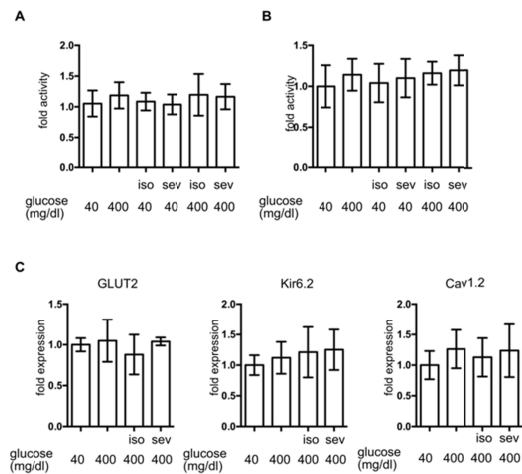 A
2.0
1.5
1.0
0.5
0.0
fold activity
iso sev iso sev
glucose
(mg/dl)
40 400 40 40 400 400
B
1.5
1.0
0.5
0.0
fold activity
iso sev iso sev
glucose
(mg/dl)
40 400 40 40 400 400
C
GLUT2
1.5
1.0
0.5
0.0
fold expression
iso sev
glucose
(mg/dl)
40 400 400 400
Kir6.2
2.0
1.5
1.0
0.5
0.0
fold expression
iso sev
40 400 400 400
Cav1.2
2.0
1.5
1.0
0.5
0.0
fold expression
iso sev
glucose
(mg/dl)
40 400 400 400